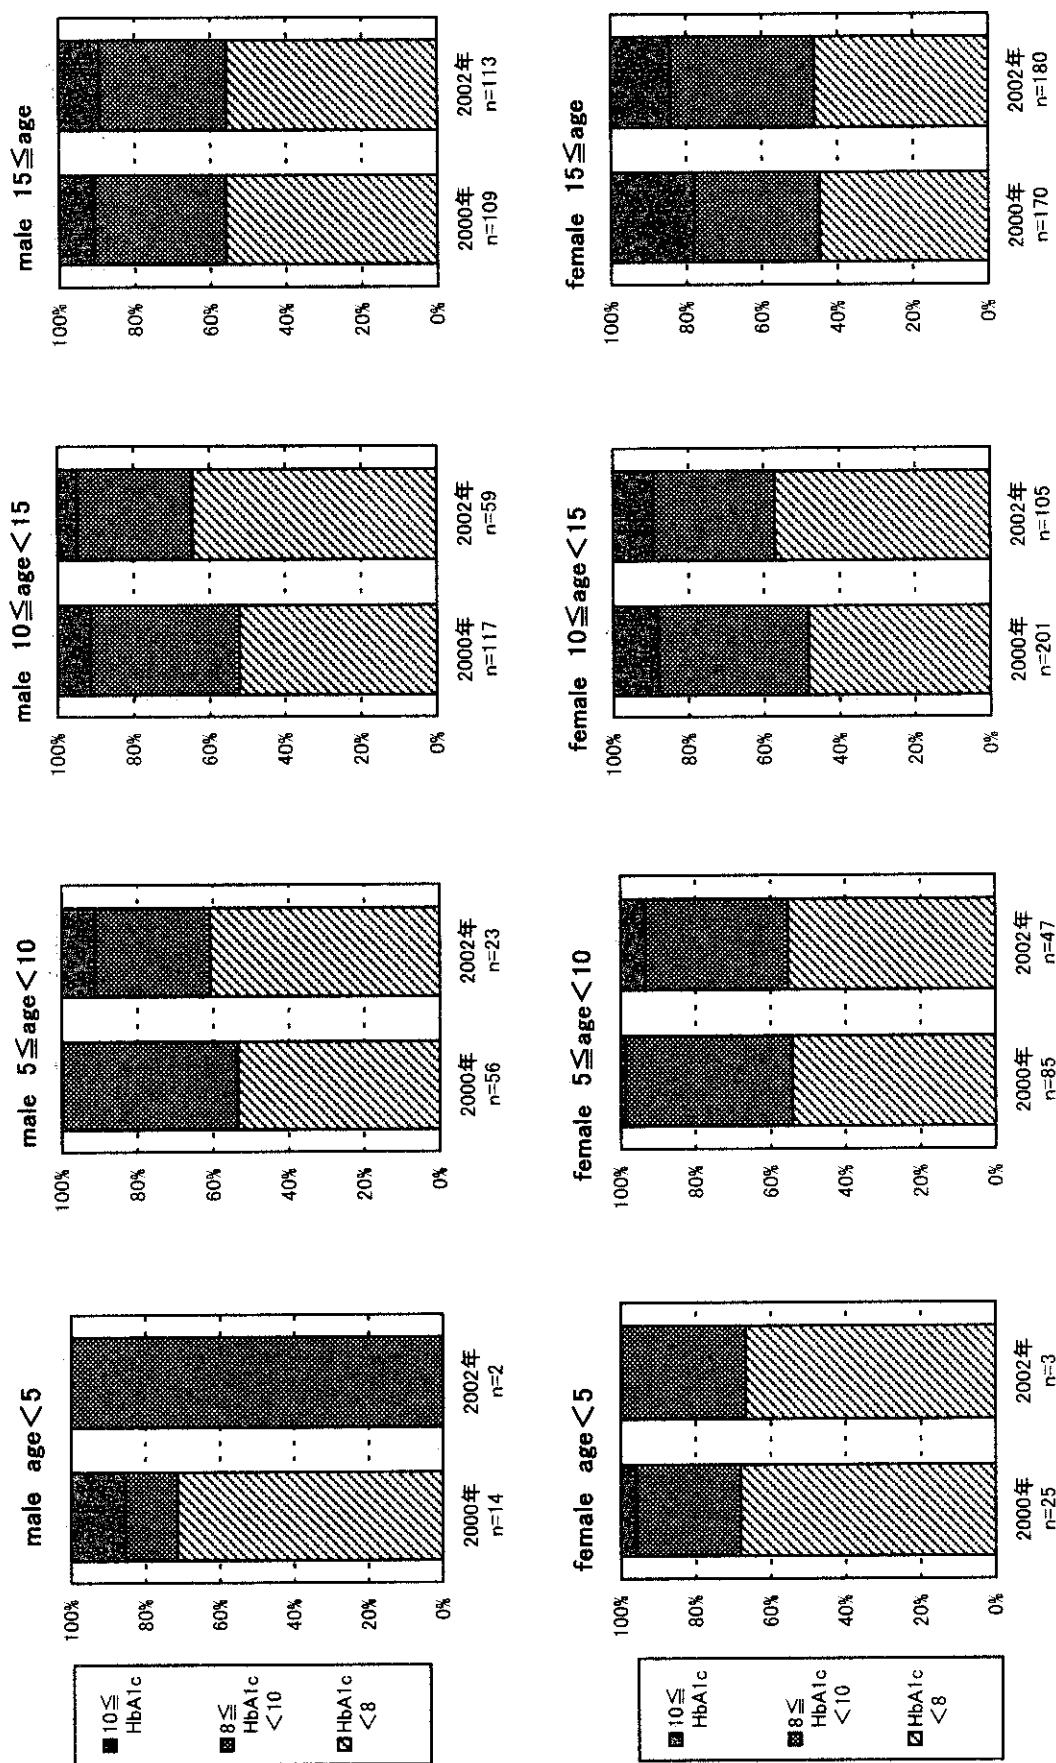 10≦
HbA1c
8≦
HbA1c
<10
HbA1c
<8
male age<5
100%
80%
60%
40%
20%
0%
2000年
n=14
2002年
n=2
male 5≦age<10
100%
80%
60%
40%
20%
0%
2000年
n=56
2002年
n=23
male 10≦age<15
100%
80%
60%
40%
20%
0%
2000年
n=117
2002年
n=59
male 15≦age
100%
80%
60%
40%
20%
0%
2000年
n=109
2002年
n=113
10≦
HbA1c
8≦
HbA1c
<10
HbA1c
<8
female age<5
100%
80%
60%
40%
20%
0%
2000年
n=25
2002年
n=3
female 5≦age<10
100%
80%
60%
40%
20%
0%
2000年
n=85
2002年
n=47
female 10≦age<15
100%
80%
60%
40%
20%
0%
2000年
n=201
2002年
n=105
female 15≦age
100%
80%
60%
40%
20%
0%
2000年
n=170
2002年
n=180